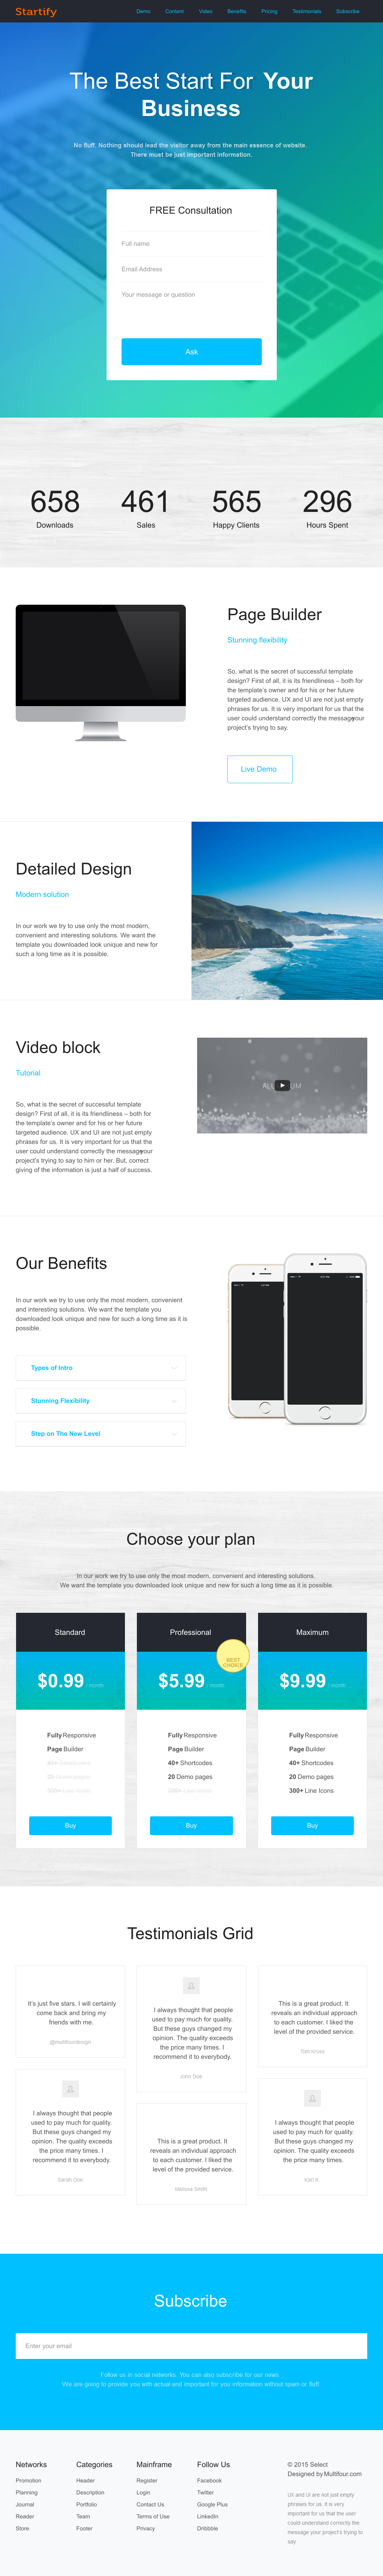 Startify
Demo Content Video Benefits Pricing Testimonials Subscribe
The Best Start For Your
Business
No fluff. Nothing should lead the visitor away from the main essence of website.
There must be just important information.
FREE Consultation
Full name
Email Address
Your message or question
Ask
658 461 565 296
Downloads Sales Happy Clients Hours Spent
Page Builder
Stunning flexibility
So, what is the secret of successful template
design? First of all, it is its friendliness – both for
the template's owner and for his or her future
targeted audience. UX and UI are not just empty
phrases for us. It is very important for us that the
user could understand correctly the message your
project's trying to say.
Live Demo
Detailed Design
Modern solution
In our work we try to use only the most modern,
convenient and interesting solutions. We want the
template you downloaded look unique and new for
such a long time as it is possible.
Video block
Tutorial
So, what is the secret of successful template
design? First of all, it is its friendliness – both for
the template's owner and for his or her future
targeted audience. UX and UI are not just empty
phrases for us. It is very important for us that the
user could understand correctly the message your
project's trying to say to him or her. But, correct
giving of the information is just a half of success.
Our Benefits
In our work we try to use only the most modern, convenient
and interesting solutions. We want the template you
downloaded look unique and new for such a long time as it is
possible.
Types of Intro
Stunning Flexibility
Step on The New Level
Choose your plan
In our work we try to use only the most modern, convenient and interesting solutions.
We want the template you downloaded look unique and new for such a long time as it is possible.
Standard
$0.99 / month
Fully Responsive
Page Builder
40+ Shortcodes
20 Demo pages
300+ Line Icons
Buy
Professional
BEST
CHOICE
$5.99 / month
Fully Responsive
Page Builder
40+ Shortcodes
20 Demo pages
300+ Line Icons
Buy
Maximum
$9.99 / month
Fully Responsive
Page Builder
40+ Shortcodes
20 Demo pages
300+ Line Icons
Buy
Testimonials Grid
It's just five stars. I will certainly
come back and bring my
friends with me.
@multifourdesign
I always thought that people
used to pay much for quality.
But these guys changed my
opinion. The quality exceeds
the price many times. I
recommend it to everybody.
Sarah Doe
I always thought that people
used to pay much for quality.
But these guys changed my
opinion. The quality exceeds
the price many times. I
recommend it to everybody.
John Doe
This is a great product. It
reveals an individual approach
to each customer. I liked the
level of the provided service.
Melissa Smith
This is a great product. It
reveals an individual approach
to each customer. I liked the
level of the provided service.
Tom Kross
I always thought that people
used to pay much for quality.
But these guys changed my
opinion. The quality exceeds
the price many times.
Karl K.
Subscribe
Enter your email
Follow us in social networks. You can also subscribe for our news.
We are going to provide you with actual and important for you information without spam or fluff.
Networks
Promotion
Planning
Journal
Reader
Store
Categories
Header
Description
Portfolio
Team
Footer
Mainframe
Register
Login
Contact Us
Terms of Use
Privacy
Follow Us
Facebook
Twitter
Google Plus
LinkedIn
Dribbble
© 2015 Select
Designed by Multifour.com
UX and UI are not just empty
phrases for us. It is very
important for us that the user
could understand correctly the
message your project's trying to
say